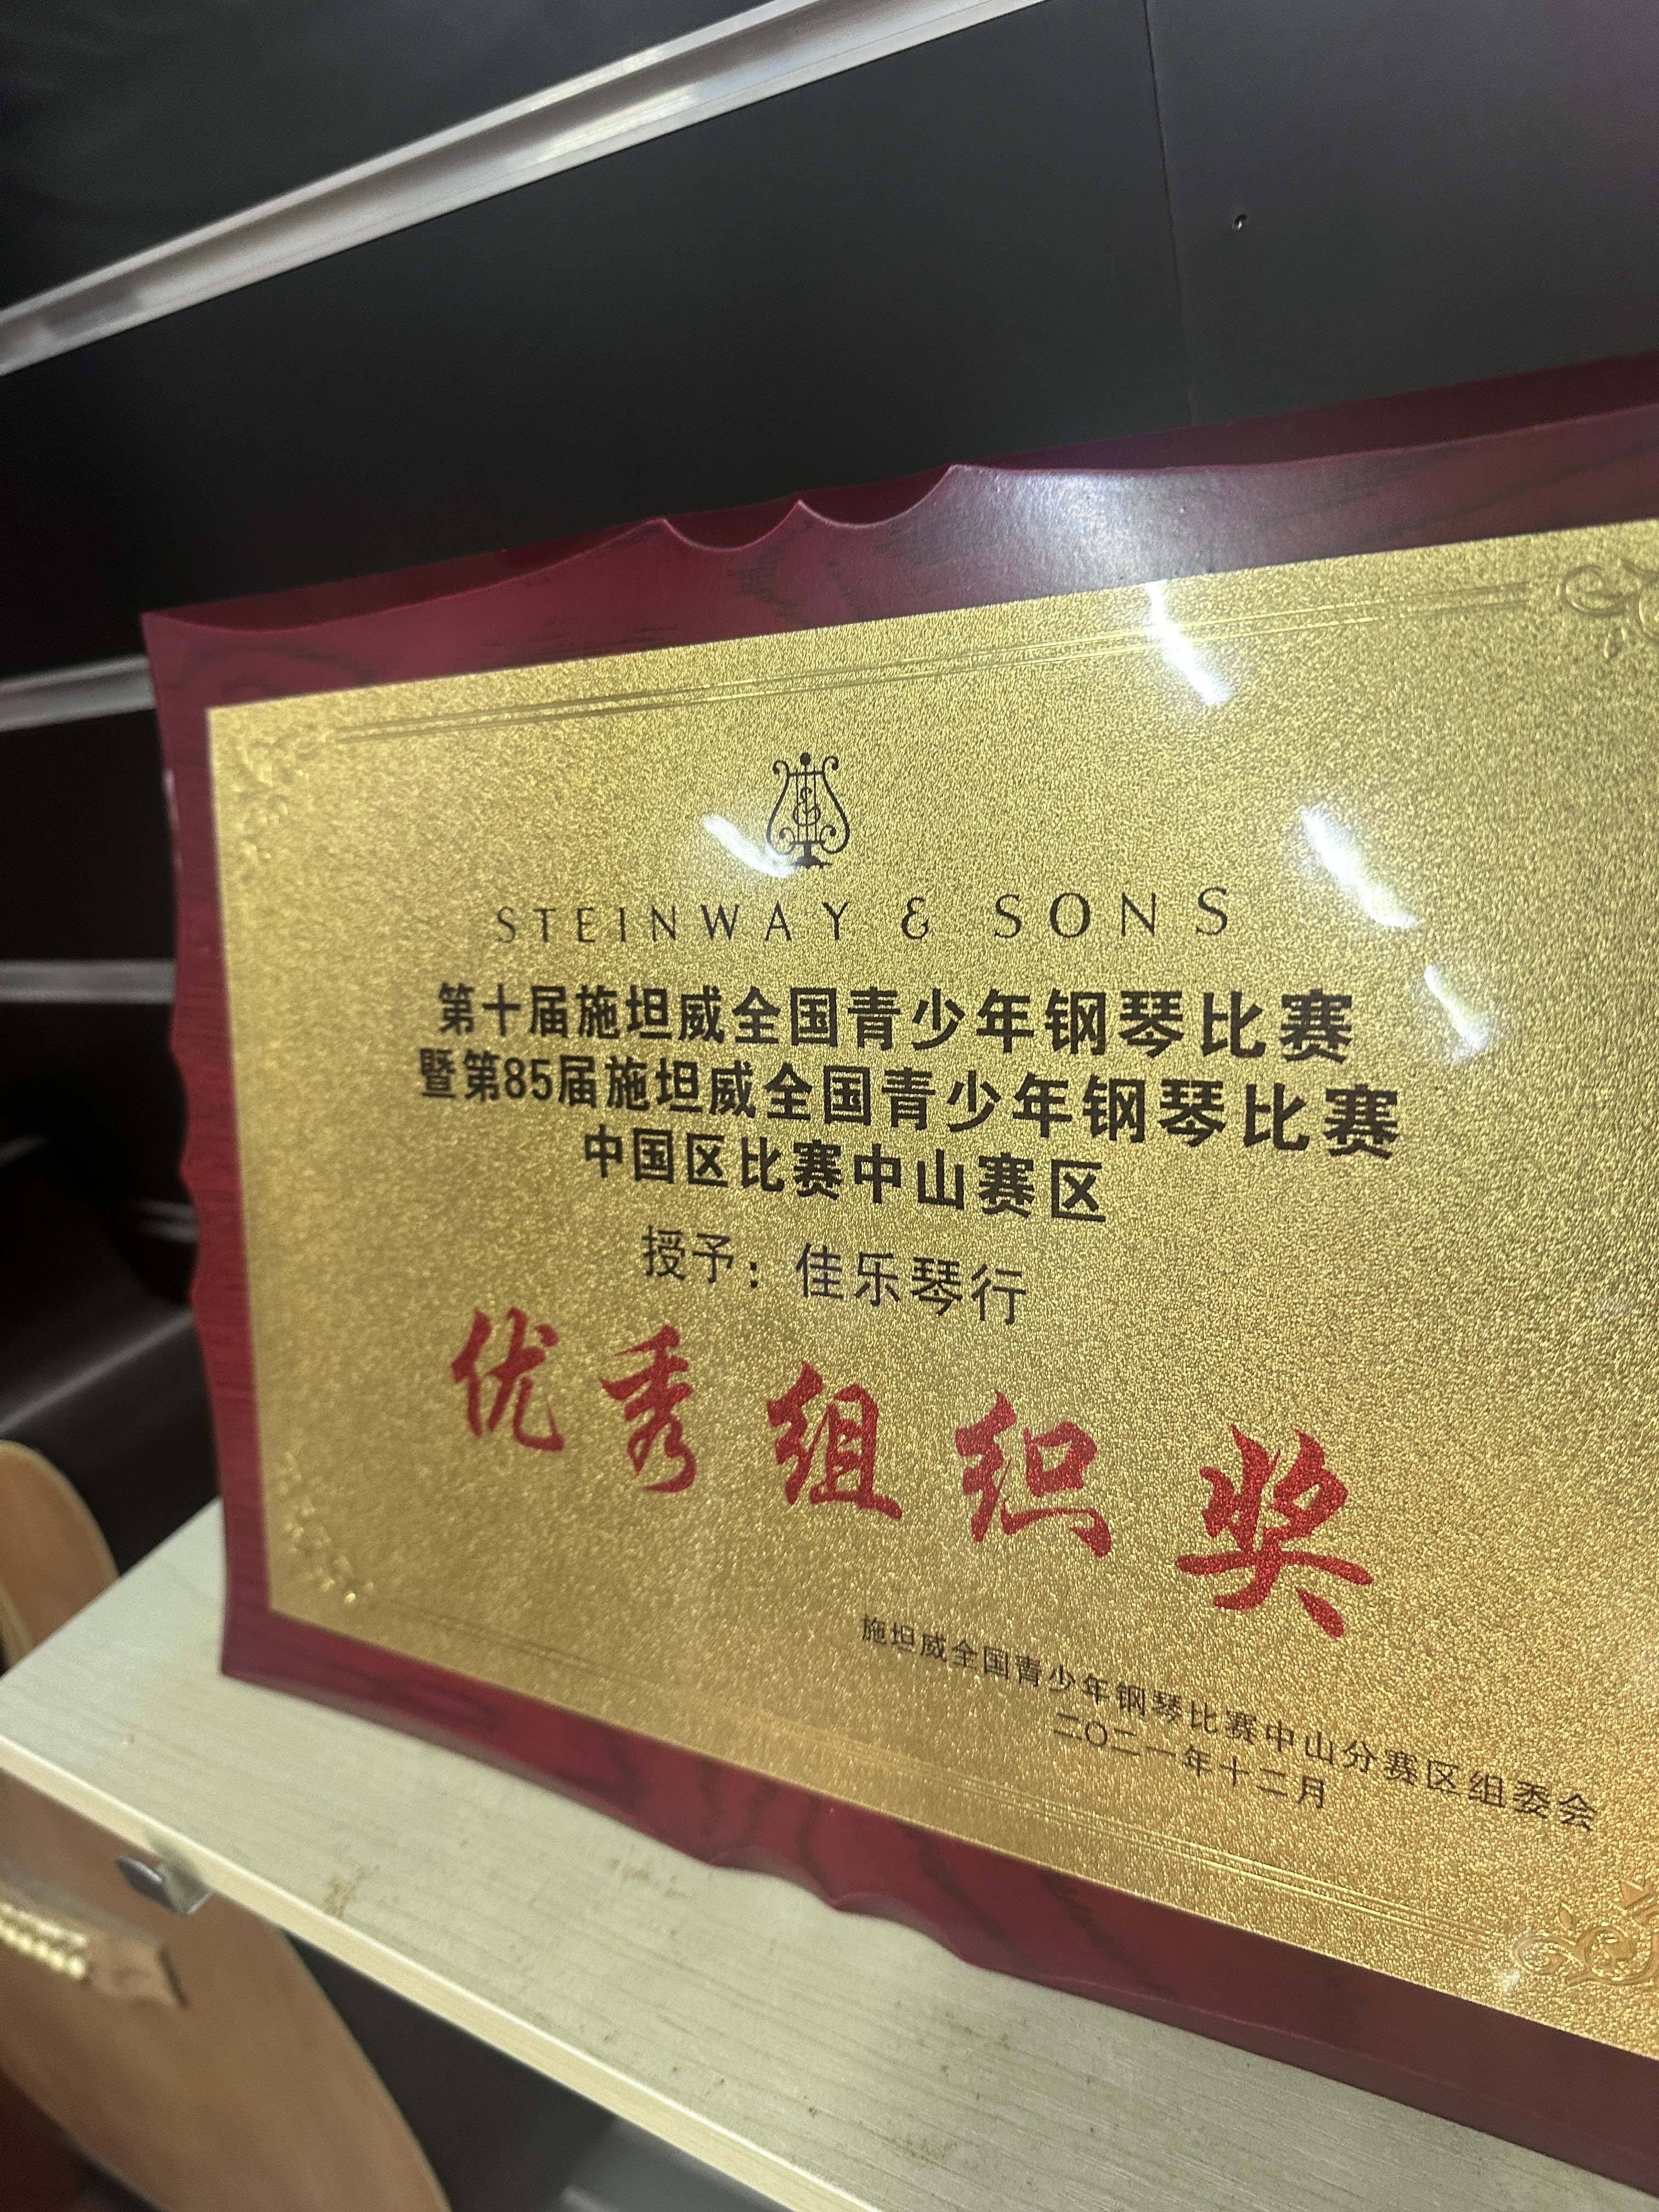 STEINWAY & SONS
第十届施坦威全国青少年钢琴比赛
暨第85届施坦威全国青少年钢琴比赛
中国区比赛中山赛区
授予：佳乐琴行
优秀组织奖
施坦威全国青少年钢琴比赛中山分赛区组委会
二〇二一年十二月